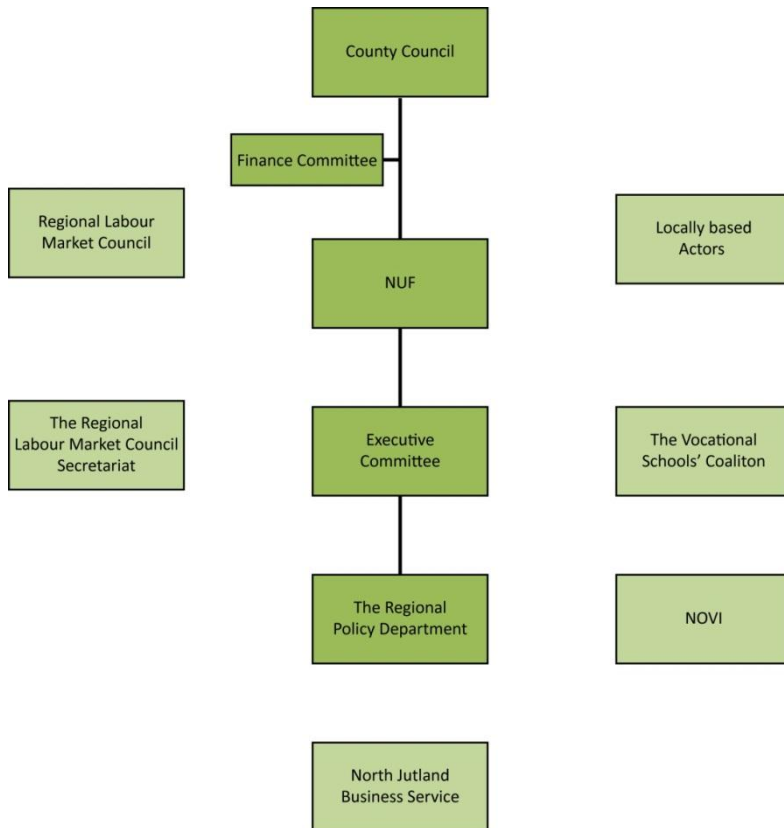 County Council
Finance Committee
Regional Labour
Market Council
Locally based
Actors
NUF
The Regional
Labour Market Council
Secretariat
Executive
Committee
The Vocational
Schools' Coaliton
The Regional
Policy Department
NOVI
North Jutland
Business Service